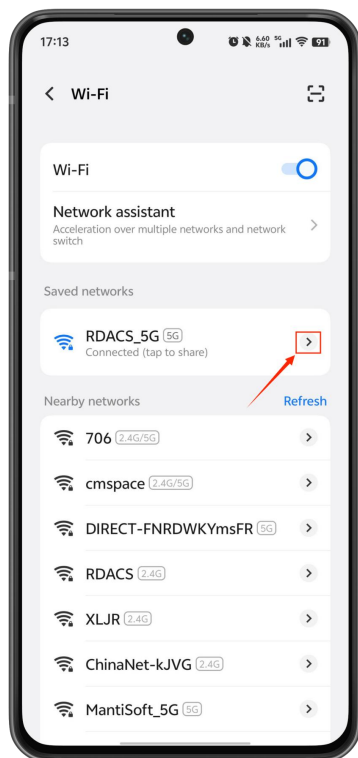 17:13
6.60 KB/s 5G 91
Wi-Fi
Wi-Fi
Network assistant
Acceleration over multiple networks and network
switch
Saved networks
RDACS_5G 5G
Connected (tap to share)
Nearby networks Refresh
706 2.4G/5G
cmspace 2.4G/5G
DIRECT-FNRDWKYmsFR 5G
RDACS 2.4G
XLJR 2.4G
ChinaNet-kJVG 2.4G
MantiSoft_5G 5G